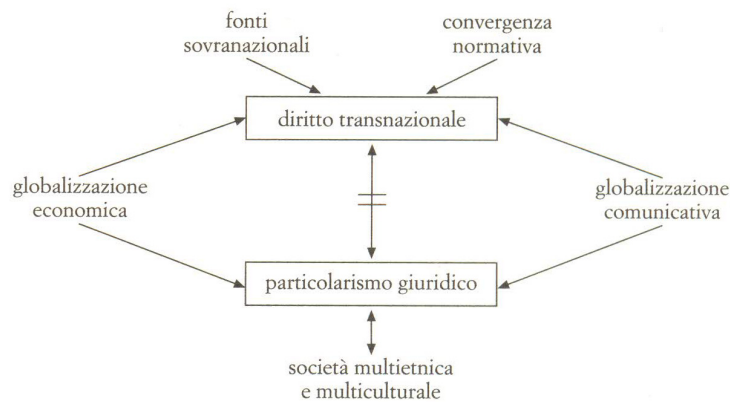 fonti
sovranazionali
convergenza
normativa
diritto transnazionale
globalizzazione
economica
globalizzazione
comunicativa
particolarismo giuridico
società multietnica
e multiculturale